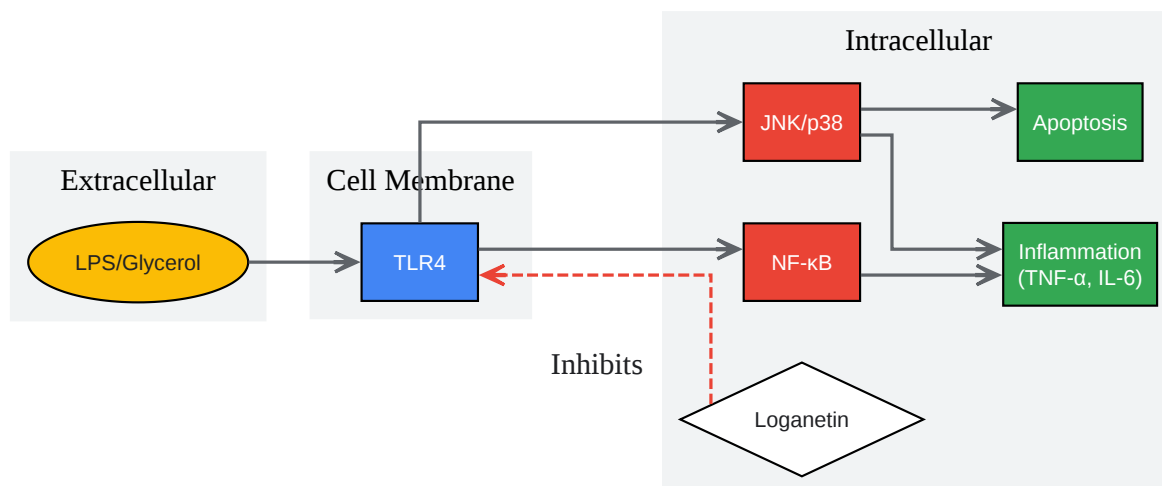 Intracellular
JNK/p38
Apoptosis
Extracellular
Cell Membrane
LPS/Glycerol
TLR4
NF-κB
Inflammation
(TNF-α, IL-6)
Inhibits
Loganetin